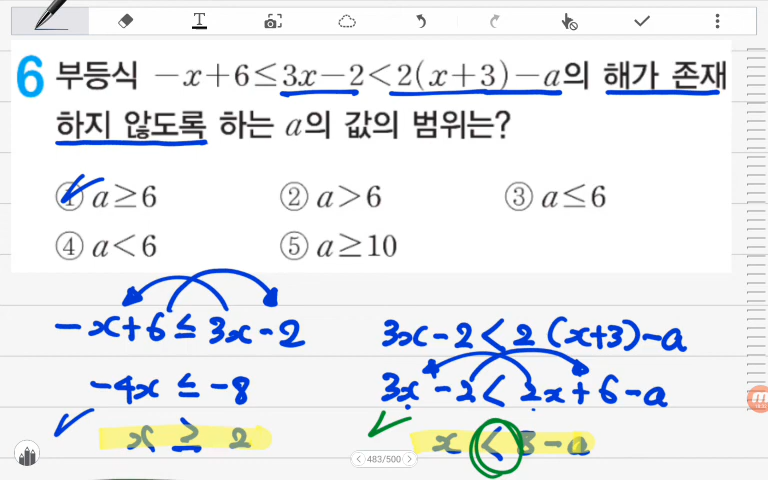 6 부등식 −x+6≤3x−2<2(x+3)−a의 해가 존재
하지 않도록 하는 a의 값의 범위는?
① a≥6 ② a>6 ③ a≤6
④ a<6 ⑤ a≥10
−x+6≤3x−2 3x−2<2(x+3)−a
−4x≤−8 3x−2<2x+6−a
x≥2 x<8−a
483/500